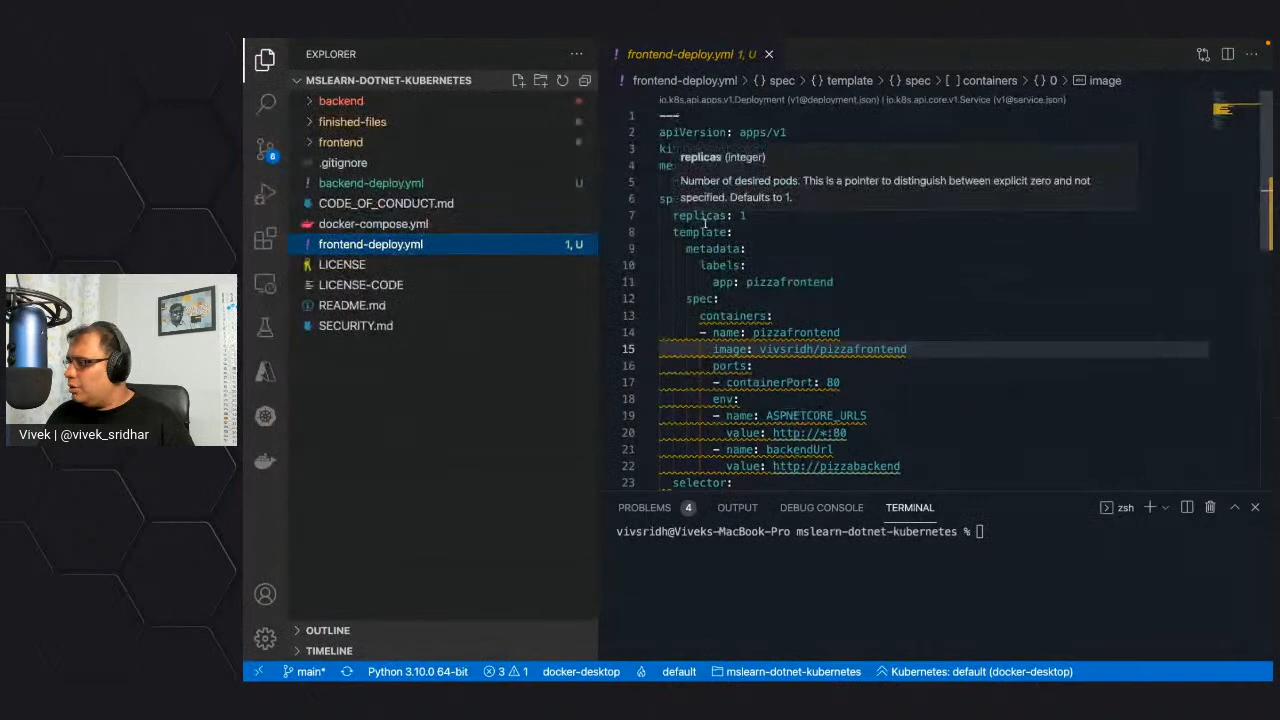 EXPLORER
MSLEARN-DOTNET-KUBERNETES
backend
finished-files
frontend
.gitignore
backend-deploy.yml U
CODE_OF_CONDUCT.md
docker-compose.yml
frontend-deploy.yml 1, U
LICENSE
LICENSE-CODE
README.md
SECURITY.md
OUTLINE
TIMELINE
6
Vivek | @vivek_sridhar
frontend-deploy.yml 1, U
frontend-deploy.yml > {} spec > {} template > {} spec > [ ] containers > {} 0 > image
io.k8s.api.apps.v1.Deployment (v1@deployment.json) | io.k8s.api.core.v1.Service (v1@service.json)
1 ---
2 apiVersion: apps/v1
3 ki
4 me
5
6 sp
replicas (integer)
Number of desired pods. This is a pointer to distinguish between explicit zero and not
specified. Defaults to 1.
7 replicas: 1
8 template:
9 metadata:
10 labels:
11 app: pizzafrontend
12 spec:
13 containers:
14 - name: pizzafrontend
15 image: vivsridh/pizzafrontend
16 ports:
17 - containerPort: 80
18 env:
19 - name: ASPNETCORE_URLS
20 value: http://*:80
21 - name: backendUrl
22 value: http://pizzabackend
23 selector:
PROBLEMS 4 OUTPUT DEBUG CONSOLE TERMINAL zsh
vivsridh@Viveks-MacBook-Pro mslearn-dotnet-kubernetes %
main* Python 3.10.0 64-bit 3 1 docker-desktop default mslearn-dotnet-kubernetes Kubernetes: default (docker-desktop)